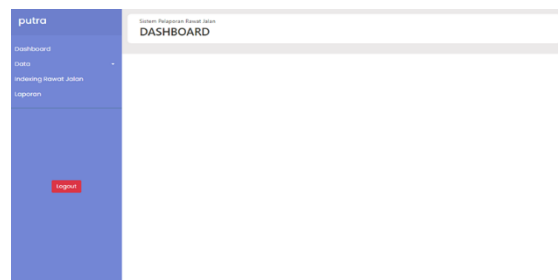 putra
Sistem Pelaporan Rawat Jalan
DASHBOARD
Dashboard
Data
Indexing Rawat Jalan
Laporan
Logout